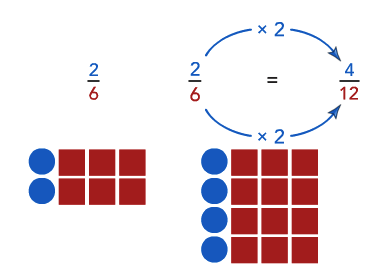 × 2
2/6
2/6 = 4/12
× 2